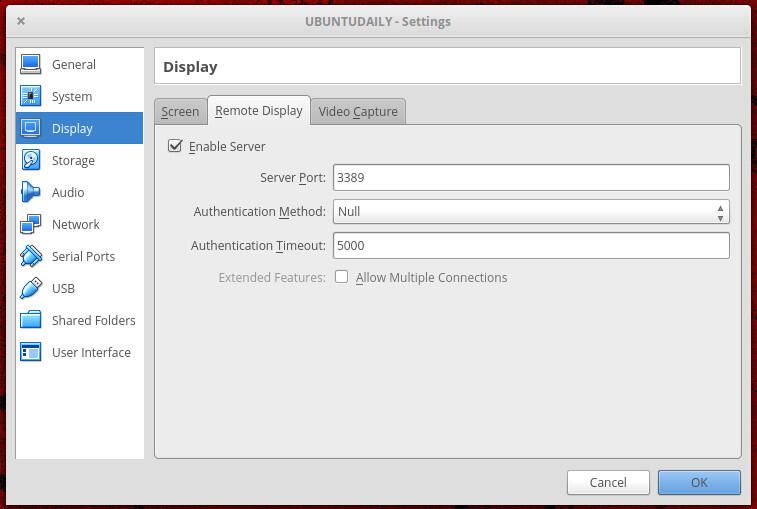 UBUNTUDAILY - Settings
General
System
Display
Storage
Audio
Network
Serial Ports
USB
Shared Folders
User Interface
Display
Screen Remote Display Video Capture
Enable Server
Server Port: 3389
Authentication Method: Null
Authentication Timeout: 5000
Extended Features: Allow Multiple Connections
Cancel OK